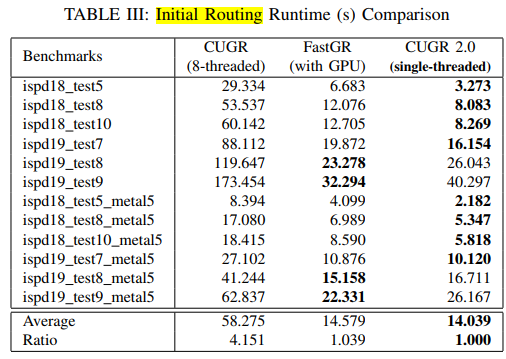 TABLE III: Initial Routing Runtime (s) Comparison
Benchmarks CUGR (8-threaded) FastGR (with GPU) CUGR 2.0 (single-threaded)
ispd18_test5 29.334 6.683 3.273
ispd18_test8 53.537 12.076 8.083
ispd18_test10 60.142 12.705 8.269
ispd19_test7 88.112 19.872 16.154
ispd19_test8 119.647 23.278 26.043
ispd19_test9 173.454 32.294 40.297
ispd18_test5_metal5 8.394 4.099 2.182
ispd18_test8_metal5 17.080 6.989 5.347
ispd18_test10_metal5 18.415 8.590 5.818
ispd19_test7_metal5 27.102 10.876 10.120
ispd19_test8_metal5 41.244 15.158 16.711
ispd19_test9_metal5 62.837 22.331 26.167
Average 58.275 14.579 14.039
Ratio 4.151 1.039 1.000